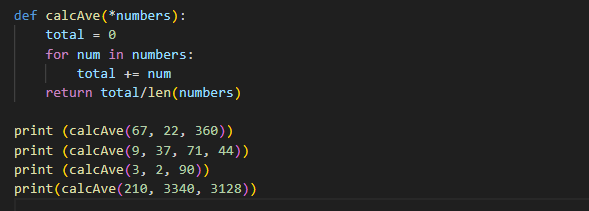 def calcAve(*numbers):
    total = 0
    for num in numbers:
        total += num
    return total/len(numbers)

print (calcAve(67, 22, 360))
print (calcAve(9, 37, 71, 44))
print (calcAve(3, 2, 90))
print(calcAve(210, 3340, 3128))